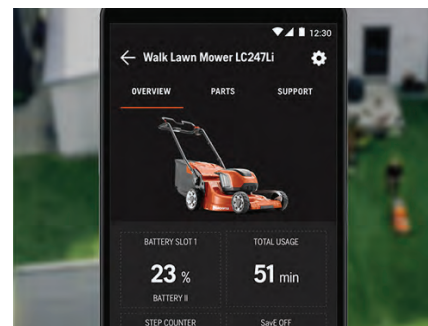 12:30
Walk Lawn Mower LC247Li
OVERVIEW PARTS SUPPORT
BATTERY SLOT 1 TOTAL USAGE
23 % 51 min
BATTERY II
STEP COUNTER SavE OFF